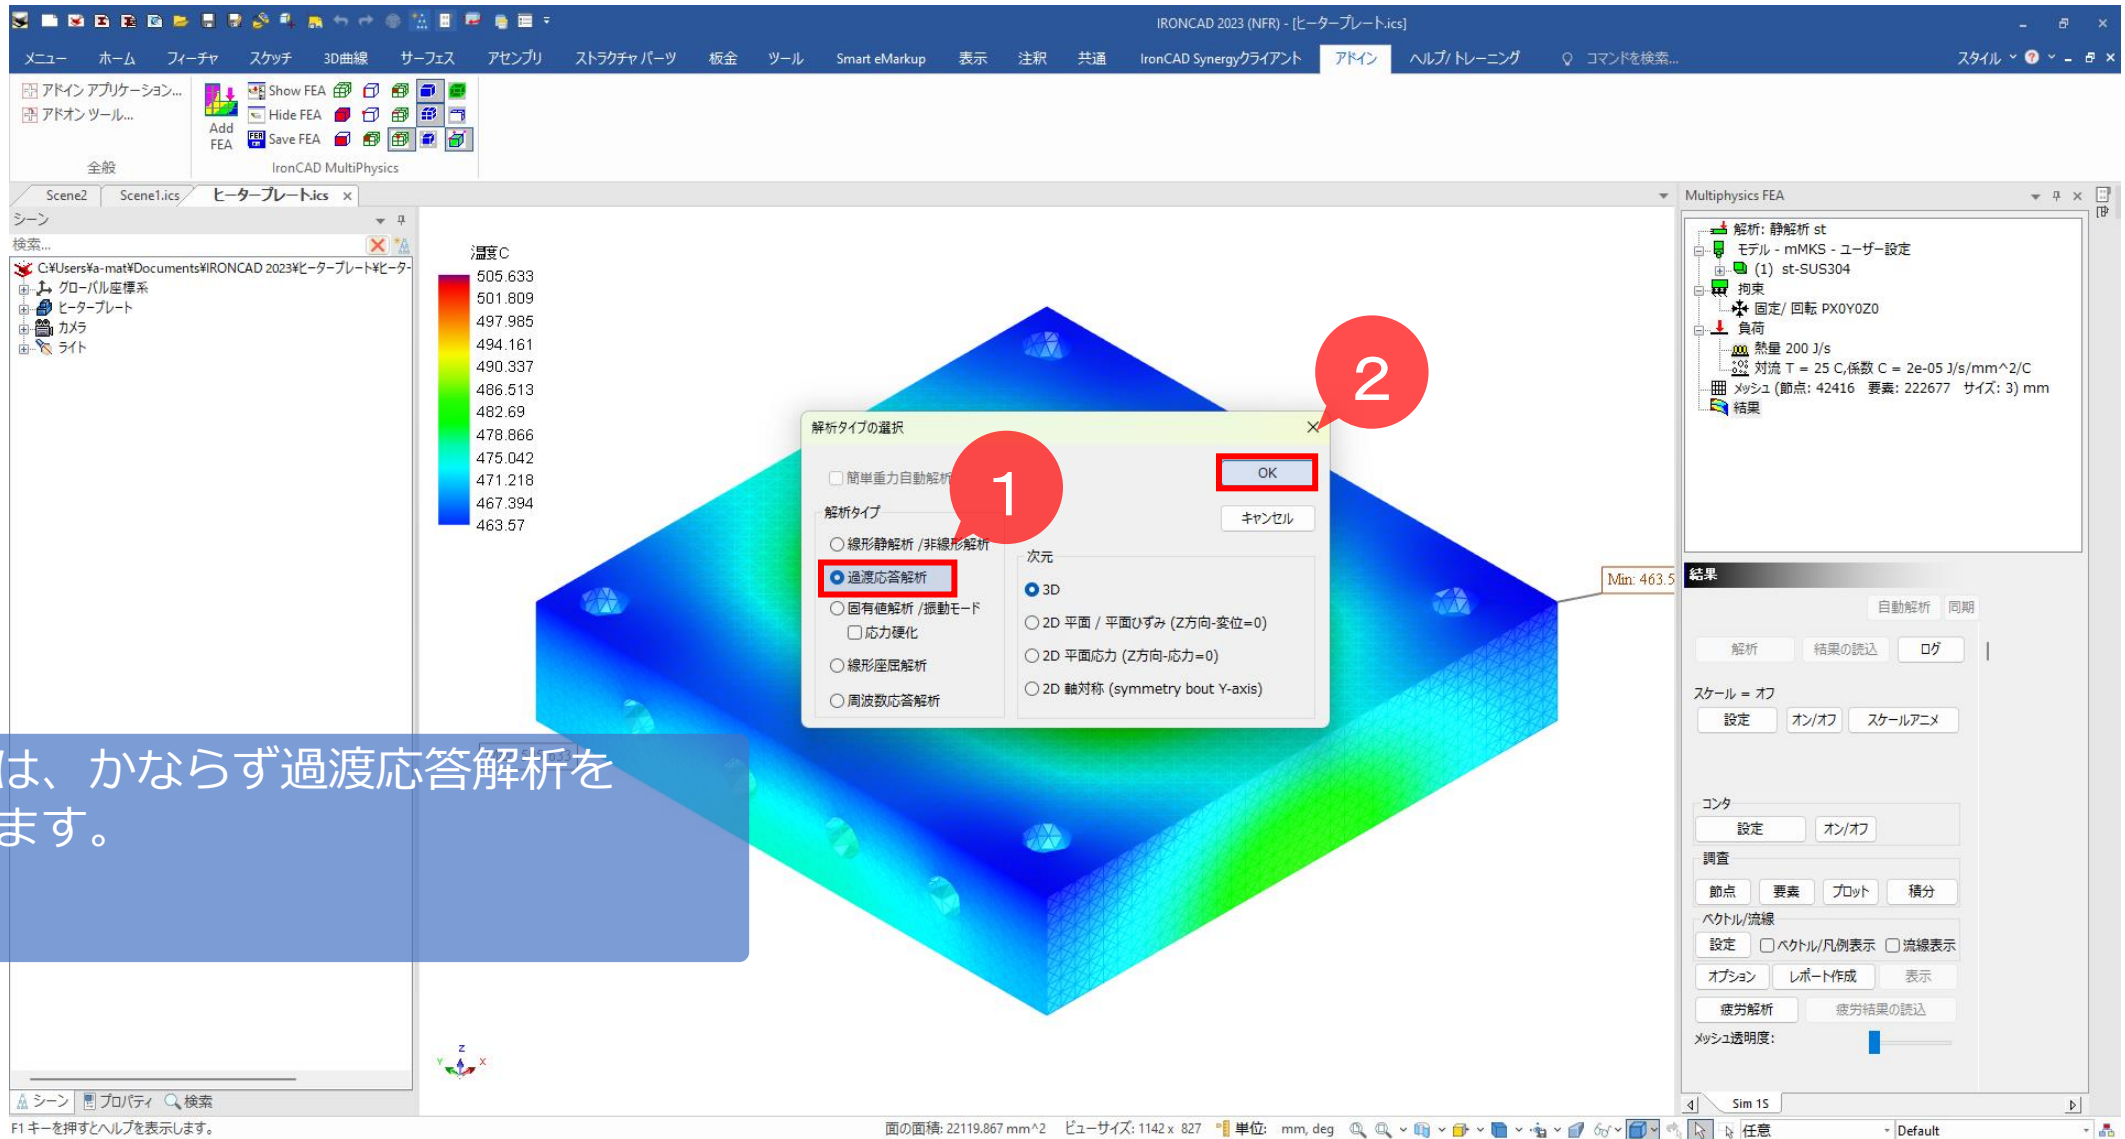 IRONCAD 2023 (NFR) - [ヒータープレート.ics]
メニュー ホーム フィーチャ スケッチ 3D曲線 サーフェス アセンブリ ストラクチャ パーツ 板金 ツール Smart eMarkup 表示 注釈 共通 IronCAD Synergyクライアント アドイン ヘルプ/トレーニング コマンドを検索... スタイル
アドイン アプリケーション...
アドオン ツール...
全般
Add
FEA
Show FEA
Hide FEA
Save FEA
IronCAD MultiPhysics
Scene2 Scene1.ics ヒータープレート.ics x
シーン
検索...
C:¥Users¥a-mat¥Documents¥IRONCAD 2023¥ヒータープレート¥ヒータ-
グローバル座標系
ヒータープレート
カメラ
ライト
温度C
505.633
501.809
497.985
494.161
490.337
486.513
482.69
478.866
475.042
471.218
467.394
463.57
解析タイプの選択
簡単重力自動解析
OK
キャンセル
解析タイプ
線形静解析 /非線形解析
過渡応答解析
固有値解析 /振動モード
応力硬化
線形座屈解析
周波数応答解析
次元
3D
2D 平面 / 平面ひずみ (Z方向-変位=0)
2D 平面応力 (Z方向-応力=0)
2D 軸対称 (symmetry bout Y-axis)
1
2
Min: 463.5
は、かならず過渡応答解析を
ます。
Z
Y X
Multiphysics FEA
解析: 静解析 st
モデル - mMKS - ユーザー設定
(1) st-SUS304
拘束
固定/ 回転 PX0Y0Z0
負荷
熱量 200 J/s
対流 T = 25 C,係数 C = 2e-05 J/s/mm^2/C
メッシュ (節点: 42416 要素: 222677 サイズ: 3) mm
結果
結果
自動解析 同期
解析 結果の読込 ログ
スケール = オフ
設定 オン/オフ スケールアニメ
コンタ
設定 オン/オフ
調査
節点 要素 プロット 積分
ベクトル/流線
設定 ベクトル/凡例表示 流線表示
オプション レポート作成 表示
疲労解析 疲労結果の読込
メッシュ透明度:
Sim 1S
シーン プロパティ 検索
F1 キーを押すとヘルプを表示します。
面の面積: 22119.867 mm^2 ビューサイズ: 1142 x 827 単位: mm, deg 任意 Default